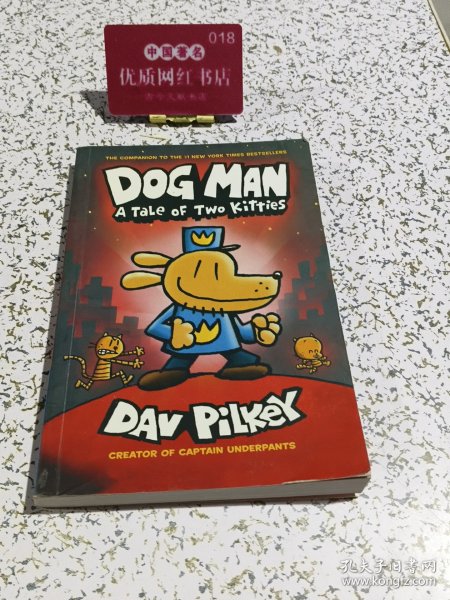 018
中国著名
优质网红书店
THE COMPANION TO THE #1 NEW YORK TIMES BESTSELLERS
DOG MAN
A TALE OF TWO KITTIES
DAV PILKEY
CREATOR OF CAPTAIN UNDERPANTS
孔夫子旧书网
www.kongfz.com